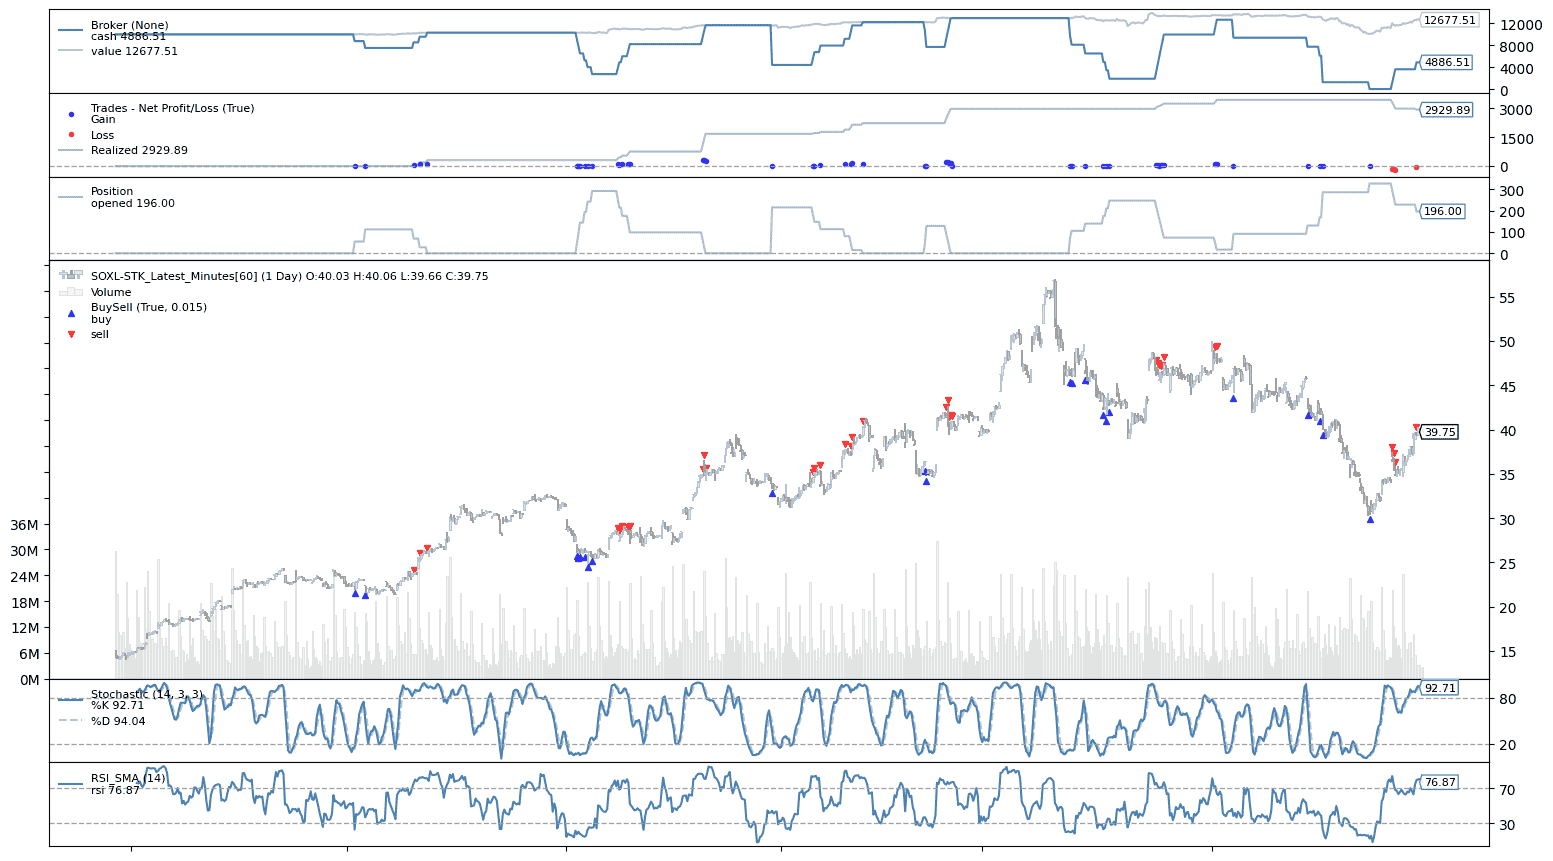 Broker (None)
cash 4886.51
value 12677.51
12677.51
12000
8000
4886.51
4000
0
Trades - Net Profit/Loss (True)
Gain
Loss
Realized 2929.89
3000
2929.89
1500
0
Position
opened 196.00
300
200
196.00
100
0
SOXL-STK_Latest_Minutes[60] (1 Day) O:40.03 H:40.06 L:39.66 C:39.75
Volume
BuySell (True, 0.015)
buy
sell
55
50
45
40
39.75
35
30
25
20
15
36M
30M
24M
18M
12M
6M
0M
Stochastic (14, 3, 3)
%K 92.71
%D 94.04
92.71
80
20
RSI_SMA (14)
rsi 76.87
76.87
70
30